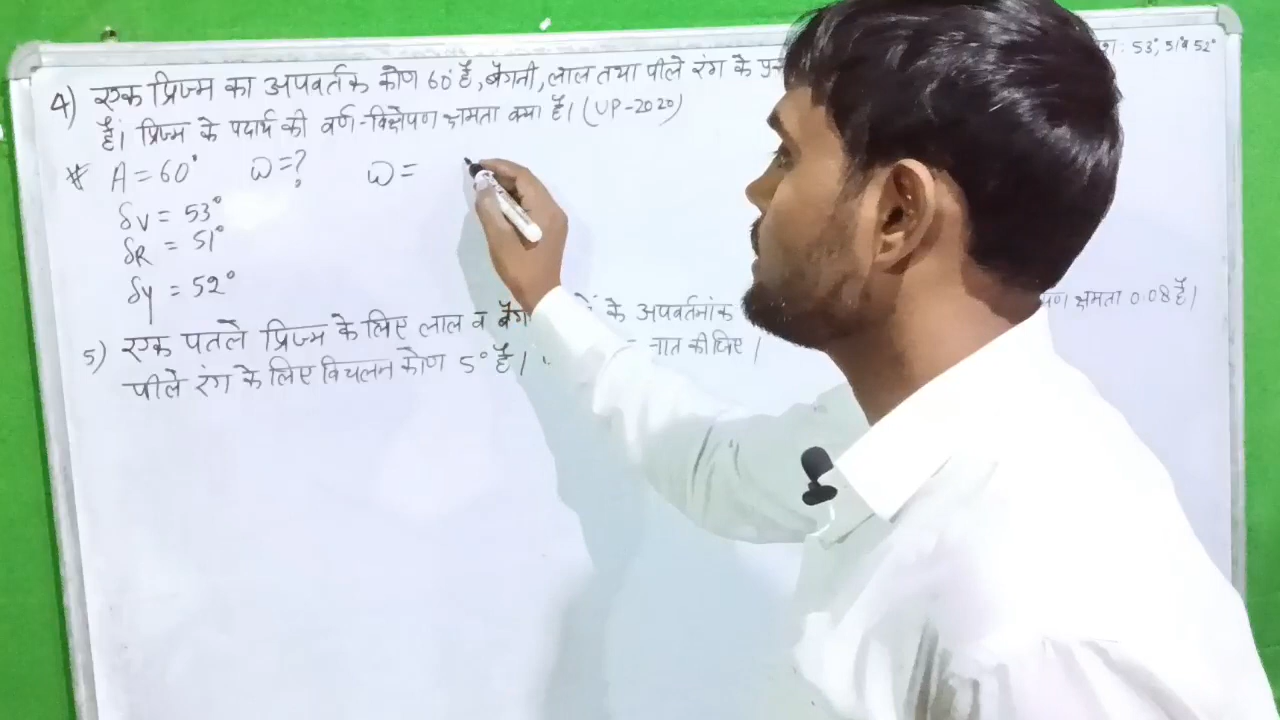 4) एक प्रिज्म का अपवर्तक कोण 60° है, बैंगनी, लाल तथा पीले रंग के : 53°, 51° व 52°
हैं। प्रिज्म के पदार्थ की वर्ण-विक्षेपण क्षमता क्या है। (UP-2020)
* A = 60° ω = ? ω =
δV = 53°
δR = 51°
δy = 52°
5) एक पतले प्रिज्म के लिए लाल व के अपवर्तनांक क्षमता 0.08 है।
पीले रंग के लिए विचलन कोण 5° है। कीजिए।